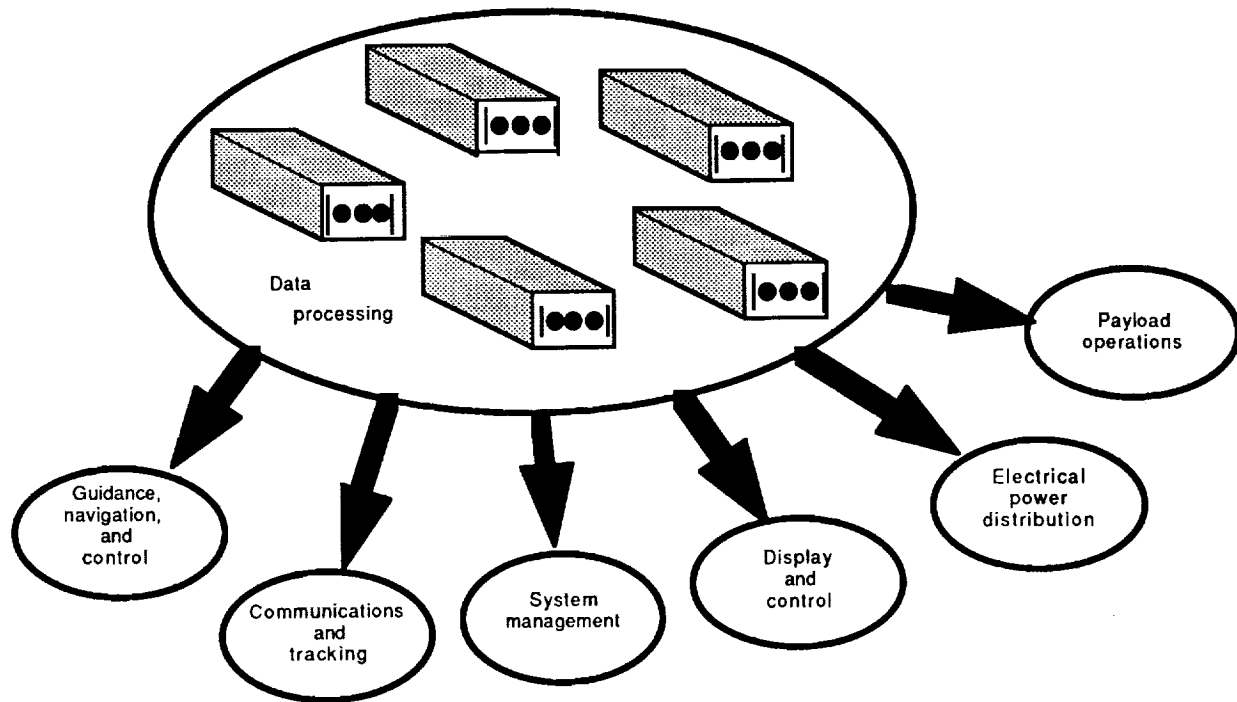 Data
processing
Payload
operations
Electrical
power
distribution
Display
and
control
System
management
Communications
and
tracking
Guidance,
navigation,
and
control